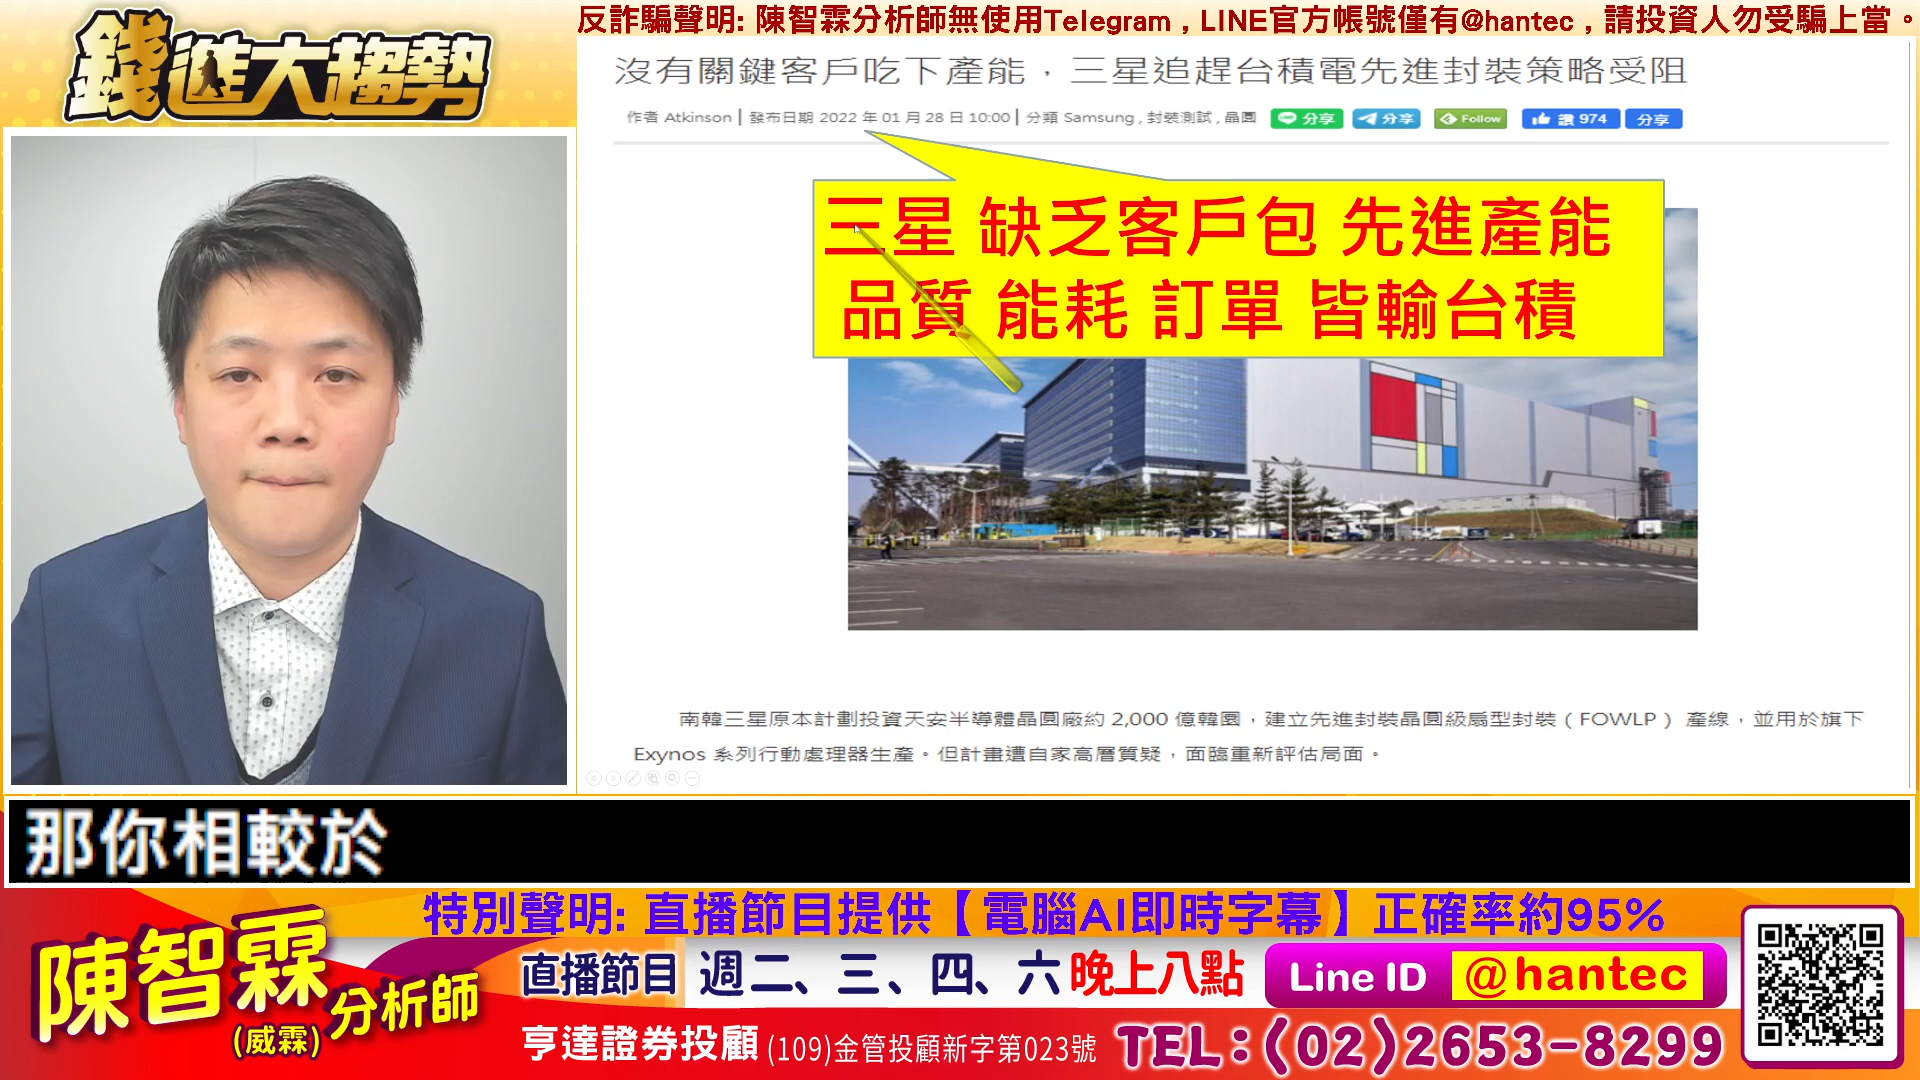 反詐騙聲明: 陳智霖分析師無使用Telegram , LINE官方帳號僅有@hantec , 請投資人勿受騙上當。
錢進大趨勢
沒有關鍵客戶吃下產能，三星追趕台積電先進封裝策略受阻
作者 Atkinson | 發布日期 2022 年 01 月 28 日 10:00 | 分類 Samsung , 封裝測試 , 晶圓 分享 分享 Follow 讚 974 分享
三星 缺乏客戶包 先進產能
品質 能耗 訂單 皆輸台積
南韓三星原本計劃投資天安半導體晶圓廠約 2,000 億韓圜，建立先進封裝晶圓級扇型封裝（FOWLP） 產線，並用於旗下
Exynos 系列行動處理器生產。但計畫遭自家高層質疑，面臨重新評估局面。
那你相較於
特別聲明: 直播節目提供【電腦AI即時字幕】正確率約95%
陳智霖(威霖)分析師
直播節目 週二、三、四、六 晚上八點 Line ID @hantec
亨達證券投顧 (109)金管投顧新字第023號 TEL:(02)2653-8299